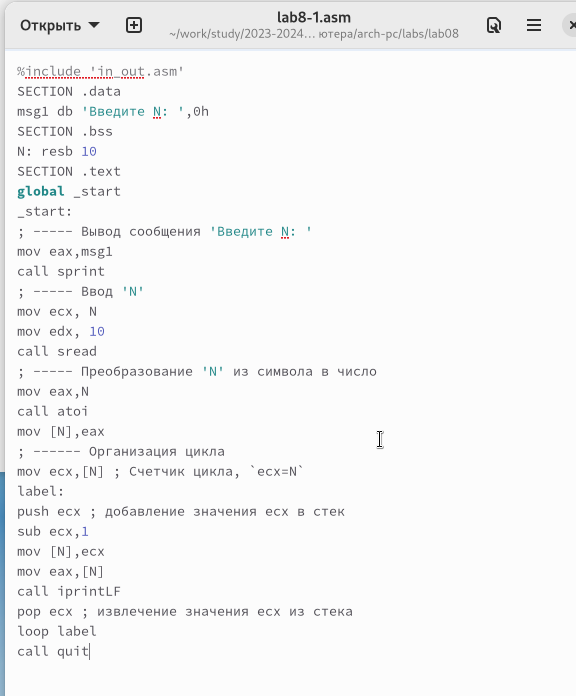 Открыть
lab8-1.asm
~/work/study/2023-2024... ютера/arch-pc/labs/lab08
%include 'in_out.asm'
SECTION .data
msg1 db 'Введите N: ',0h
SECTION .bss
N: resb 10
SECTION .text
global _start
_start:
; ----- Вывод сообщения 'Введите N: '
mov eax,msg1
call sprint
; ----- Ввод 'N'
mov ecx, N
mov edx, 10
call sread
; ----- Преобразование 'N' из символа в число
mov eax,N
call atoi
mov [N],eax
; ------ Организация цикла
mov ecx,[N] ; Счетчик цикла, `ecx=N`
label:
push ecx ; добавление значения ecx в стек
sub ecx,1
mov [N],ecx
mov eax,[N]
call iprintLF
pop ecx ; извлечение значения ecx из стека
loop label
call quit